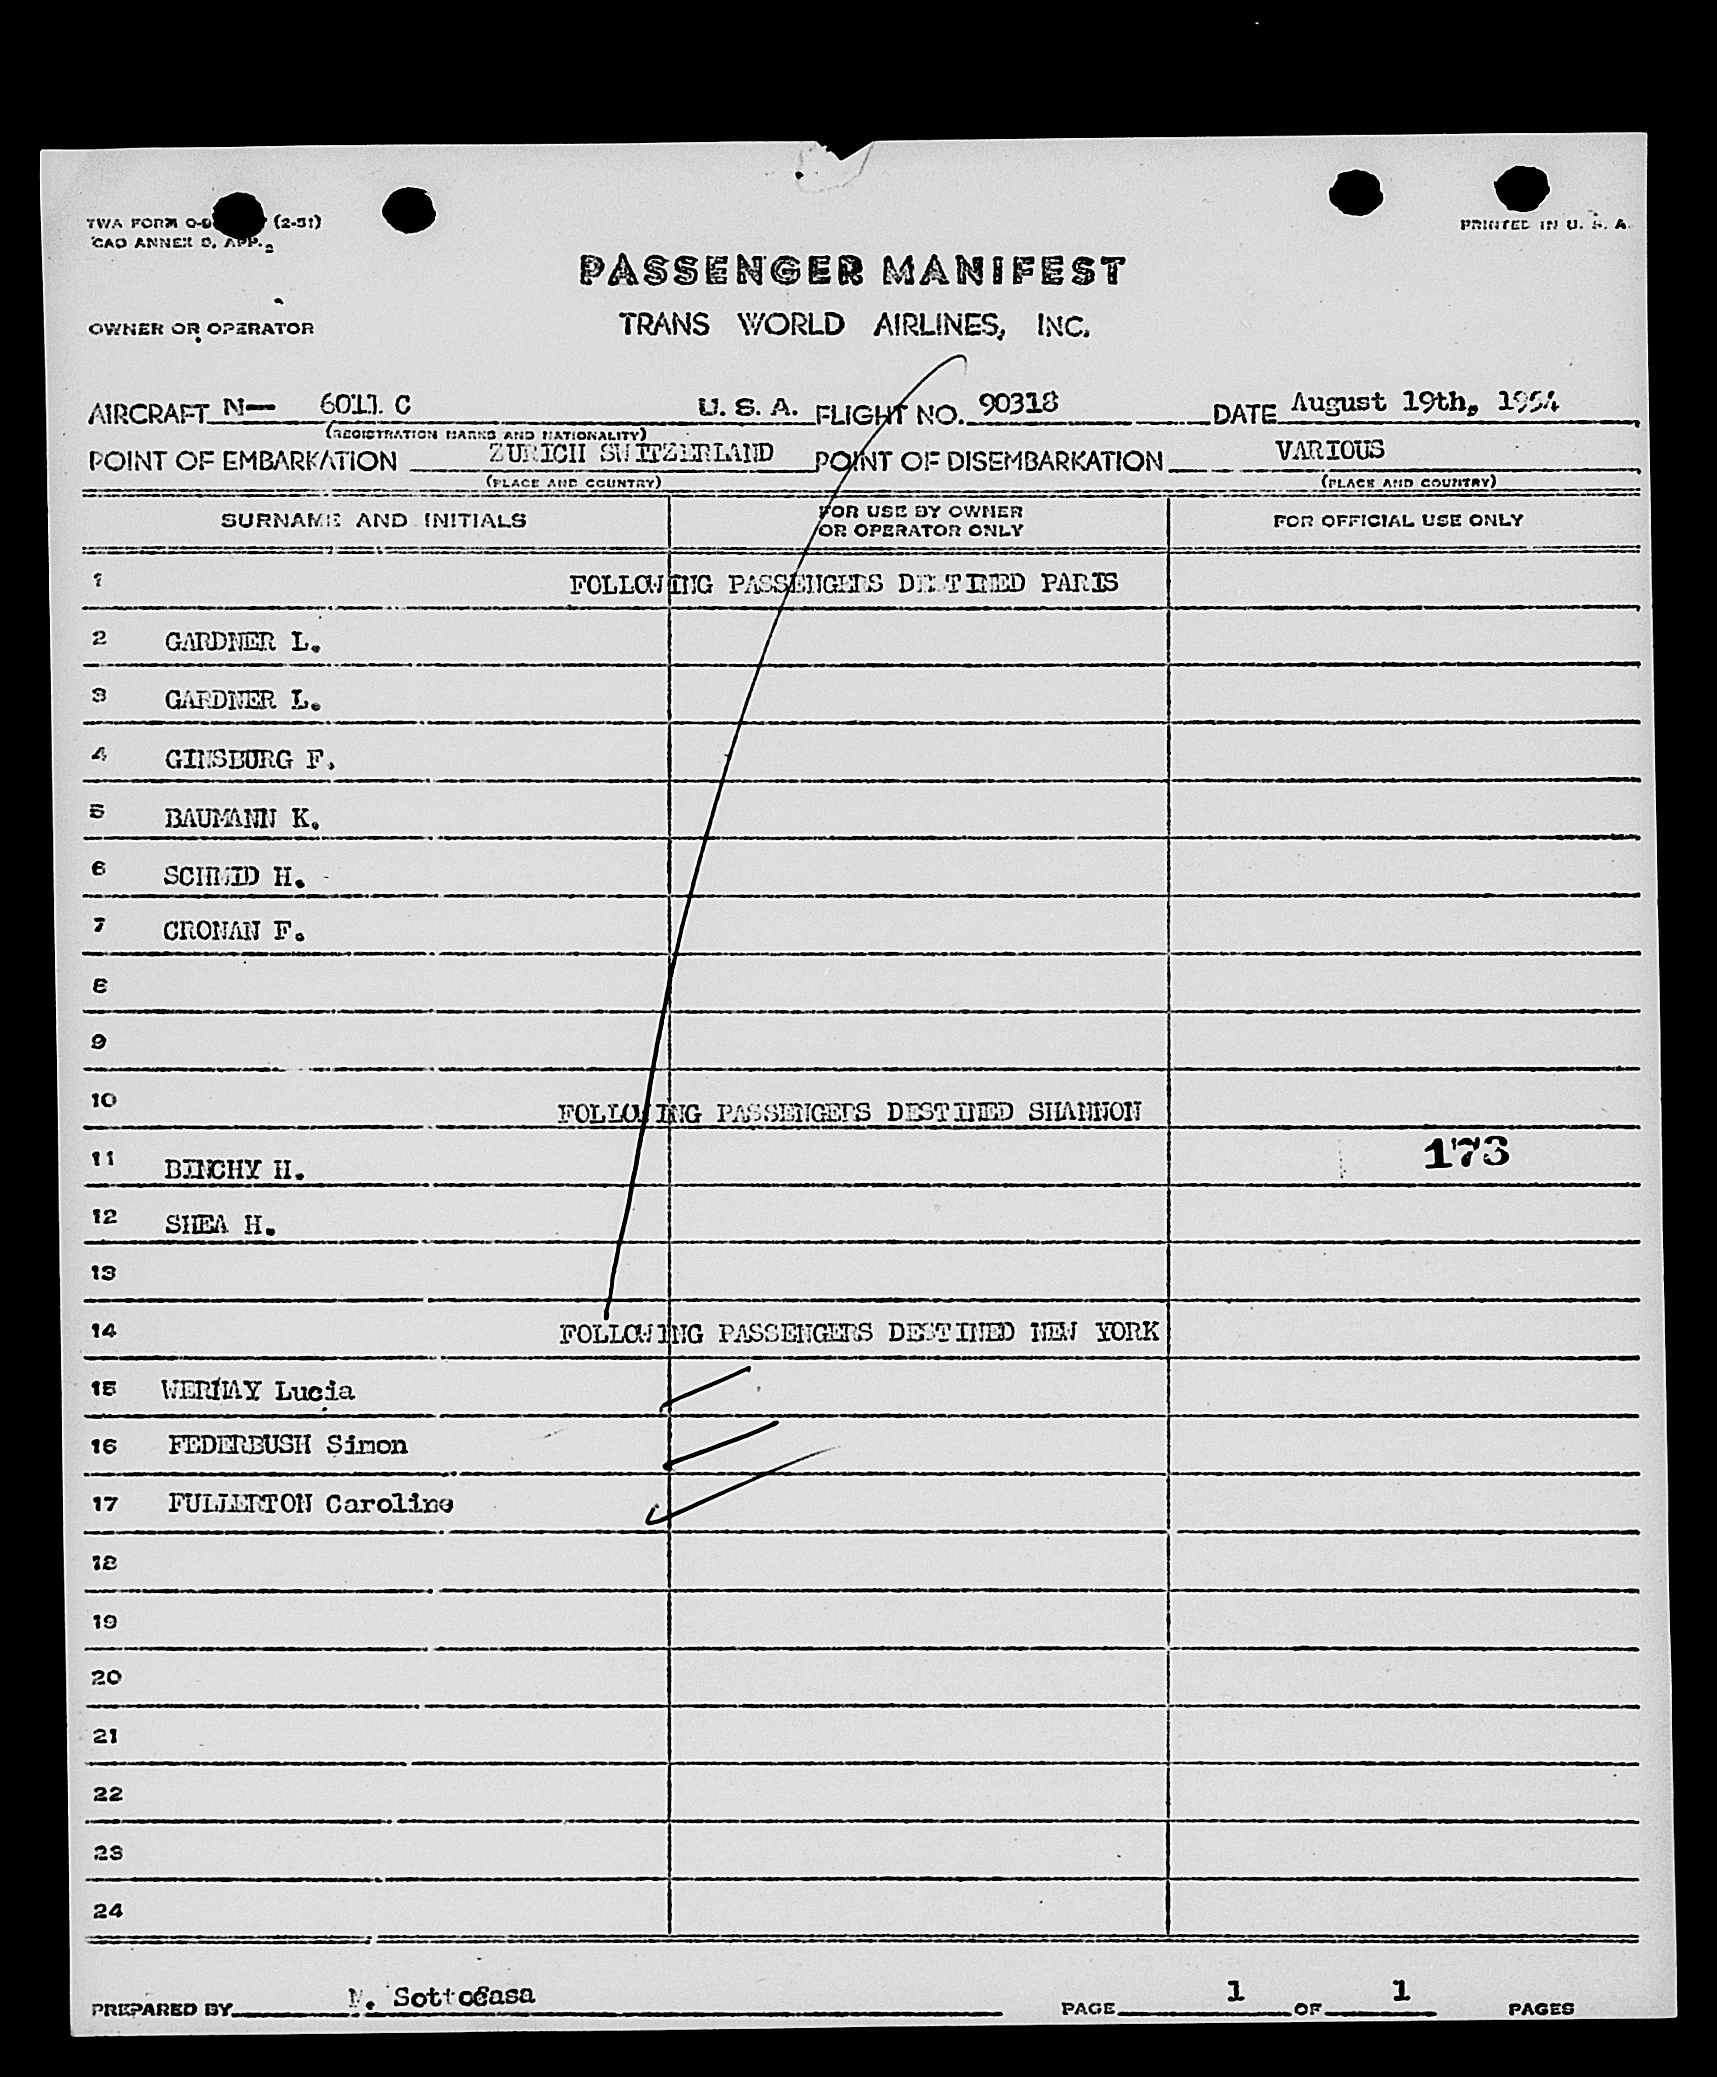 TWA FORM O- (2-51)
CAO ANNEX 9, APP. 2
PRINTED IN U. S. A.
PASSENGER MANIFEST
OWNER OR OPERATOR TRANS WORLD AIRLINES, INC.
AIRCRAFT N— 6011 C U. S. A. FLIGHT NO. 90318 DATE August 19th, 1954
(REGISTRATION MARKS AND NATIONALITY)
POINT OF EMBARKATION ZURICH SWITZERLAND POINT OF DISEMBARKATION VARIOUS
(PLACE AND COUNTRY) (PLACE AND COUNTRY)
SURNAME AND INITIALS FOR USE BY OWNER OR OPERATOR ONLY FOR OFFICIAL USE ONLY
1 FOLLOWING PASSENGERS DESTINED PARIS
2 GARDNER L.
3 GARDNER L.
4 GINSBURG F.
5 BAUMANN K.
6 SCHMID H.
7 CRONAN F.
8
9
10 FOLLOWING PASSENGERS DESTINED SHANNON
11 BINCHY H. 173
12 SHEA H.
13
14 FOLLOWING PASSENGERS DESTINED NEW YORK
15 Lucia
16 FEDERBUSH Simon
17 FULLERTON Caroline
18
19
20
21
22
23
24
PREPARED BY Sottocasa PAGE 1 OF 1 PAGES